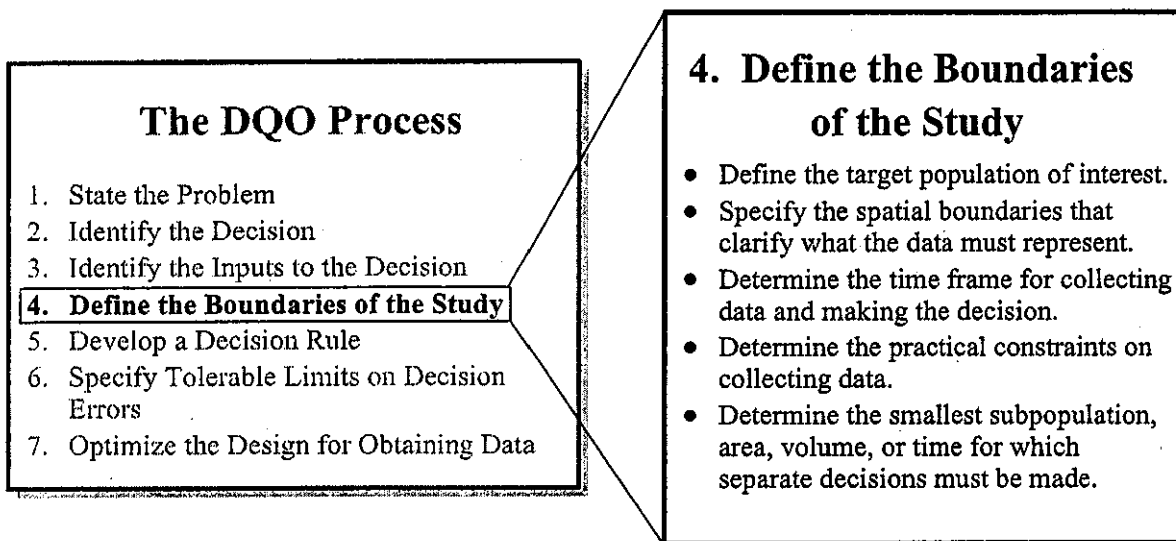 The DQO Process
1. State the Problem
2. Identify the Decision
3. Identify the Inputs to the Decision
4. Define the Boundaries of the Study
5. Develop a Decision Rule
6. Specify Tolerable Limits on Decision
Errors
7. Optimize the Design for Obtaining Data
4. Define the Boundaries
of the Study
• Define the target population of interest.
• Specify the spatial boundaries that
clarify what the data must represent.
• Determine the time frame for collecting
data and making the decision.
• Determine the practical constraints on
collecting data.
• Determine the smallest subpopulation,
area, volume, or time for which
separate decisions must be made.